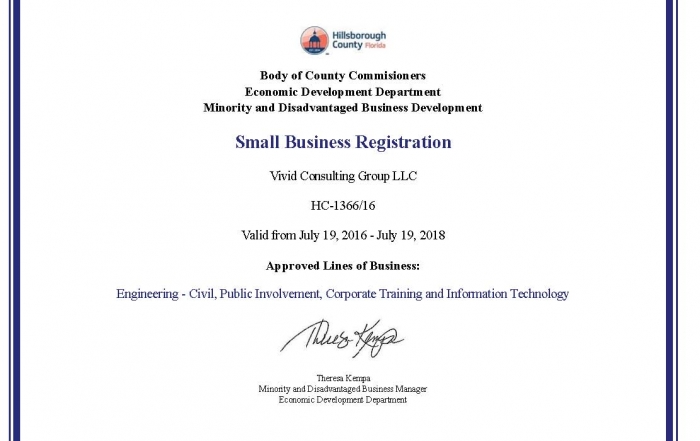 Hillsborough
County Florida
Body of County Commisioners
Economic Development Department
Minority and Disadvantaged Business Development
Small Business Registration
Vivid Consulting Group LLC
HC-1366/16
Valid from July 19, 2016 - July 19, 2018
Approved Lines of Business:
Engineering - Civil, Public Involvement, Corporate Training and Information Technology
Theresa Kempa
Theresa Kempa
Minority and Disadvantaged Business Manager
Economic Development Department